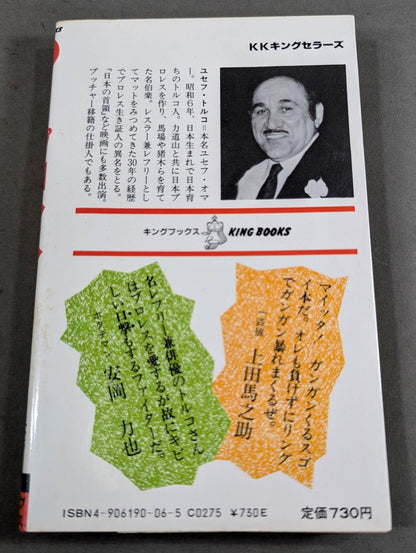 KKキングセラーズ
ユセフ・トルコ＝本名ユセフ・オマ
ー。昭和6年、日本生まれで日本育
ちのトルコ人。力道山と共に日本プ
ロレスを作り、馬場や猪木らを育て
た名伯楽。レスラー兼レフリーとし
てマットをみつめてきた30年の経歴
でプロレス生き証人の異名をとる。
「日本の首領」など映画にも多数出演。
ブッチャー移籍の仕掛人でもある。
キングブックス
KING BOOKS
マイッタ！ ガンガンくるスゴ
イ本だ。オレも負けずにリング
でガンガン暴れまくるぜ。
上田馬之助
名レフリー兼俳優のトルコさん
はプロレスを愛するが故にキビ
しい口撃もするファイターだ。
安岡 力也
ISBN4-906190-06-5 C0275 ¥730E
定価730円